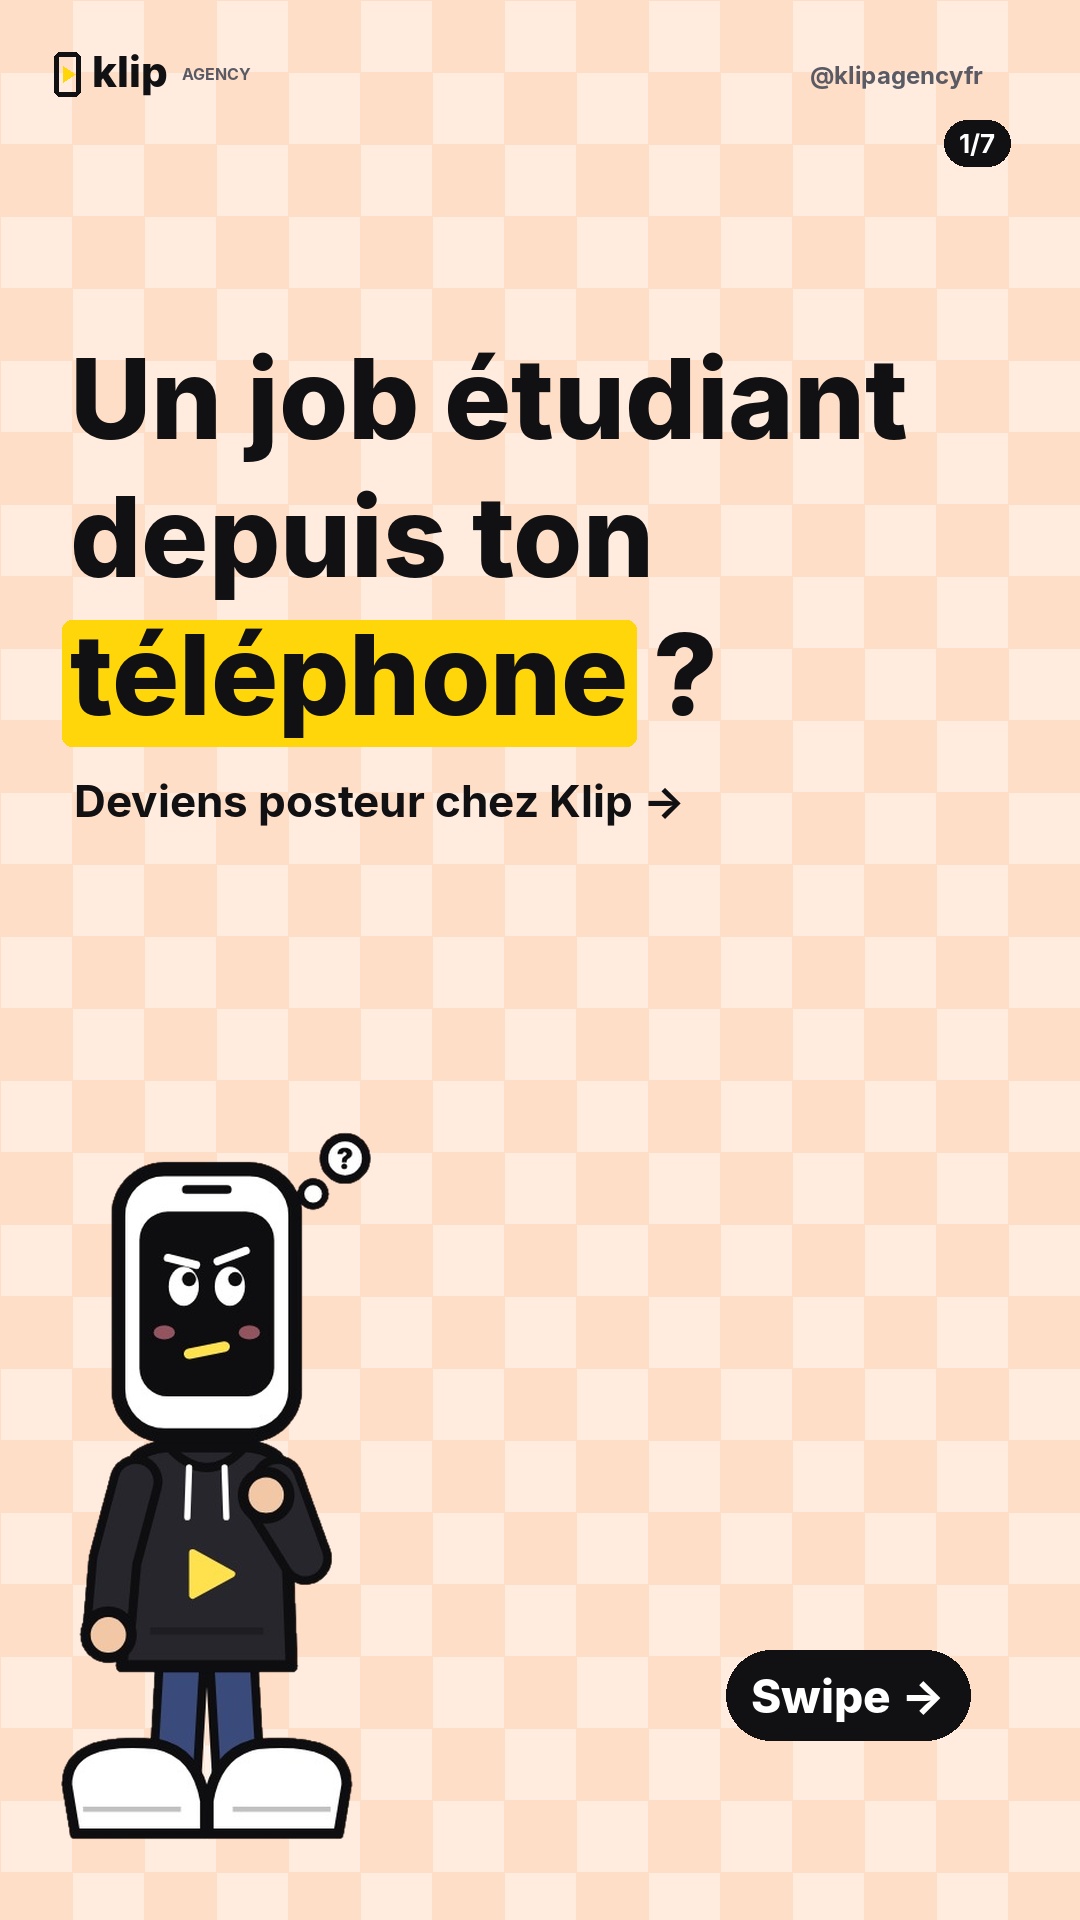 klip AGENCY
@klipagencyfr
1/7
Un job étudiant
depuis ton
téléphone ?
Deviens posteur chez Klip →
?
Swipe →